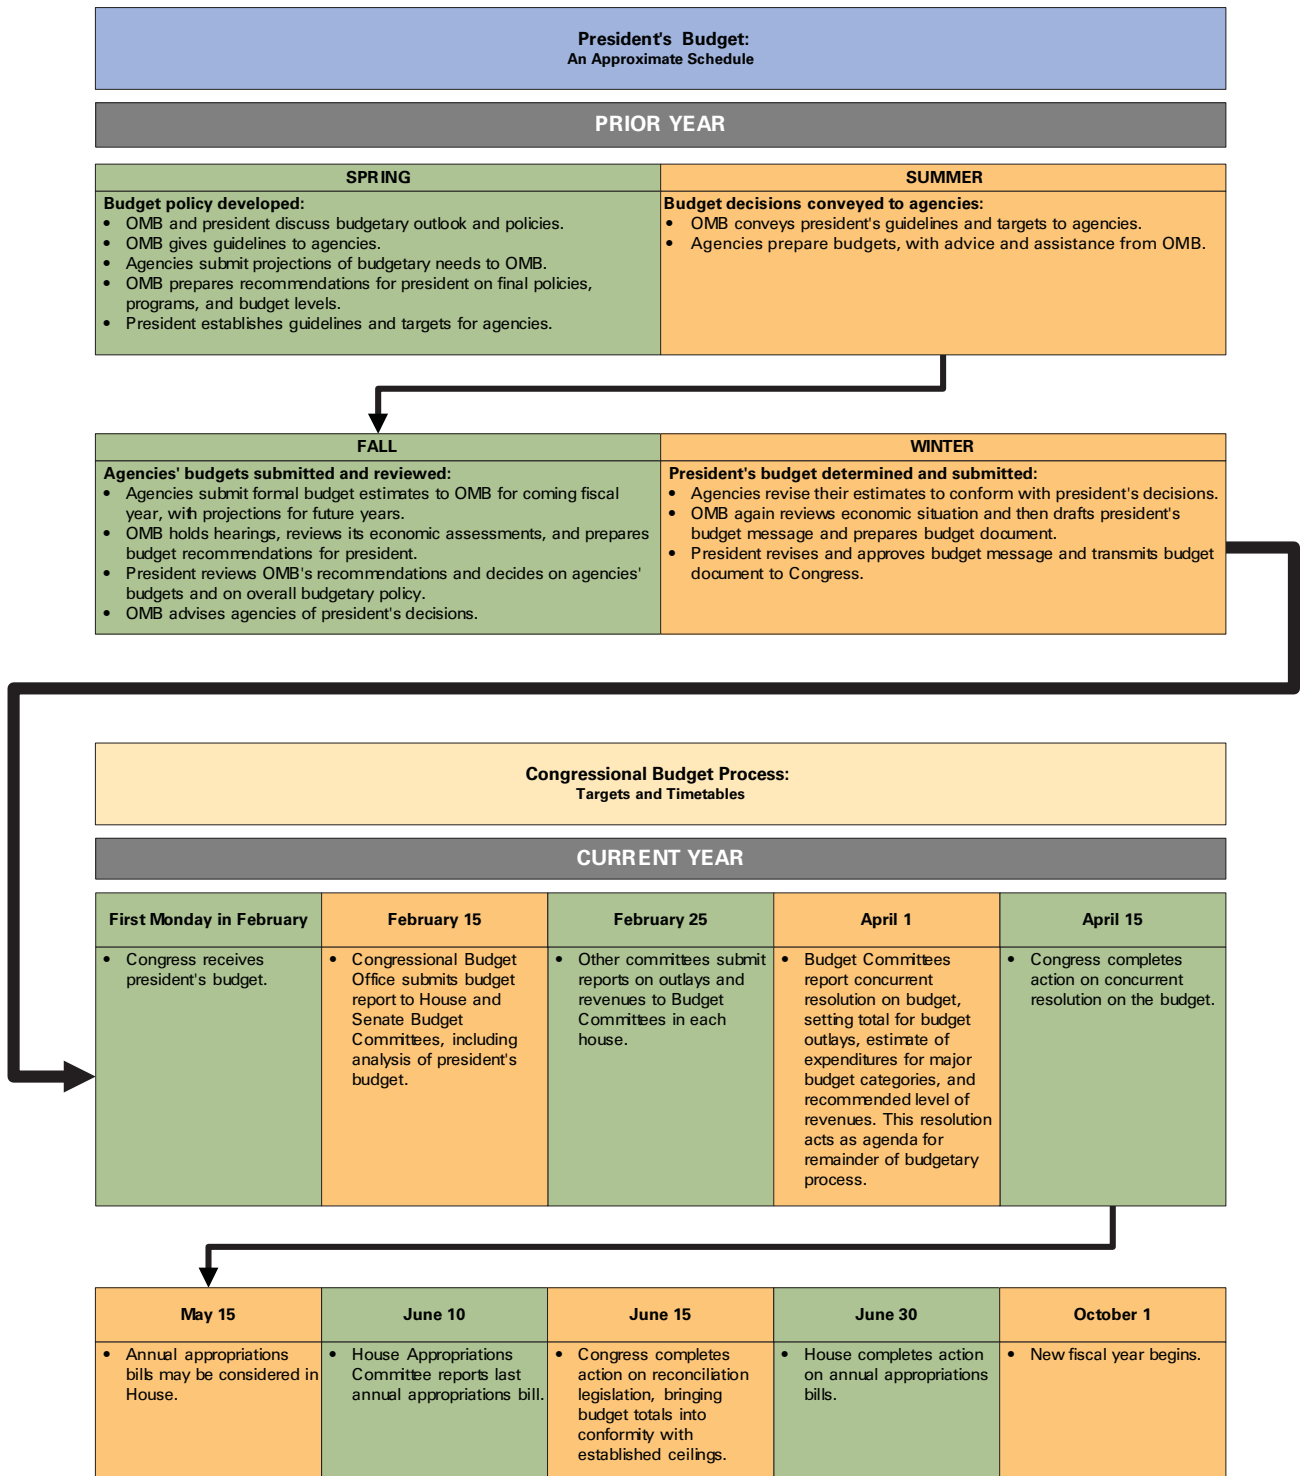 President's Budget:
An Approximate Schedule
PRIOR YEAR
SPRING
Budget policy developed:
• OMB and president discuss budgetary outlook and policies.
• OMB gives guidelines to agencies.
• Agencies submit projections of budgetary needs to OMB.
• OMB prepares recommendations for president on final policies,
programs, and budget levels.
• President establishes guidelines and targets for agencies.
SUMMER
Budget decisions conveyed to agencies:
• OMB conveys president's guidelines and targets to agencies.
• Agencies prepare budgets, with advice and assistance from OMB.
FALL
Agencies' budgets submitted and reviewed:
• Agencies submit formal budget estimates to OMB for coming fiscal
year, with projections for future years.
• OMB holds hearings, reviews its economic assessments, and prepares
budget recommendations for president.
• President reviews OMB's recommendations and decides on agencies'
budgets and on overall budgetary policy.
• OMB advises agencies of president's decisions.
WINTER
President's budget determined and submitted:
• Agencies revise their estimates to conform with president's decisions.
• OMB again reviews economic situation and then drafts president's
budget message and prepares budget document.
• President revises and approves budget message and transmits budget
document to Congress.
Congressional Budget Process:
Targets and Timetables
CURRENT YEAR
First Monday in February
• Congress receives
president's budget.
February 15
• Congressional Budget
Office submits budget
report to House and
Senate Budget
Committees, including
analysis of president's
budget.
February 25
• Other committees submit
reports on outlays and
revenues to Budget
Committees in each
house.
April 1
• Budget Committees
report concurrent
resolution on budget,
setting total for budget
outlays, estimate of
expenditures for major
budget categories, and
recommended level of
revenues. This resolution
acts as agenda for
remainder of budgetary
process.
April 15
• Congress completes
action on concurrent
resolution on the budget.
May 15
• Annual appropriations
bills may be considered in
House.
June 10
• House Appropriations
Committee reports last
annual appropriations bill.
June 15
• Congress completes
action on reconciliation
legislation, bringing
budget totals into
conformity with
established ceilings.
June 30
• House completes action
on annual appropriations
bills.
October 1
• New fiscal year begins.